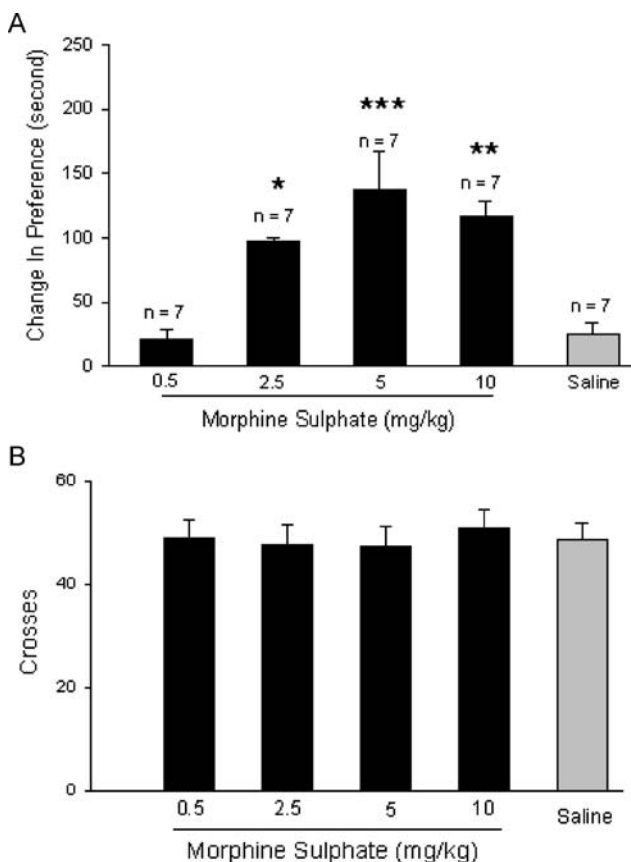 A
Change In Preference (second)
250
200
150
100
50
0
n = 7
*
n = 7
***
n = 7
**
n = 7
n = 7
0.5 2.5 5 10 Saline
Morphine Sulphate (mg/kg)
B
Crosses
60
40
20
0
0.5 2.5 5 10 Saline
Morphine Sulphate (mg/kg)